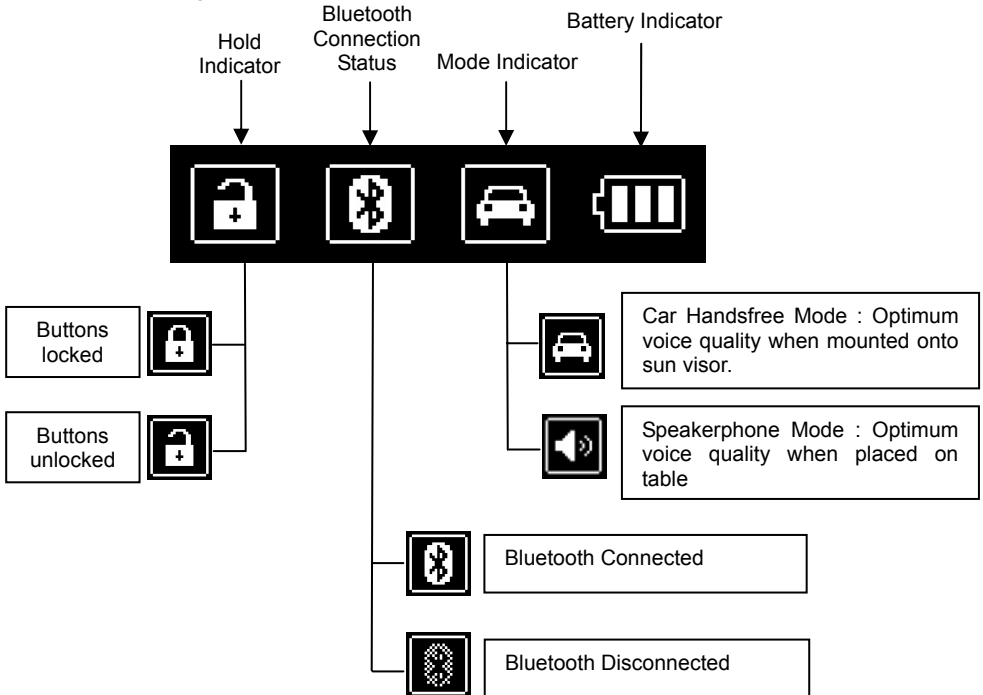 Bluetooth
Connection
Status
Battery Indicator
Hold
Indicator
Mode Indicator
Buttons
locked
Car Handsfree Mode : Optimum
voice quality when mounted onto
sun visor.
Buttons
unlocked
Speakerphone Mode : Optimum
voice quality when placed on
table
Bluetooth Connected
Bluetooth Disconnected